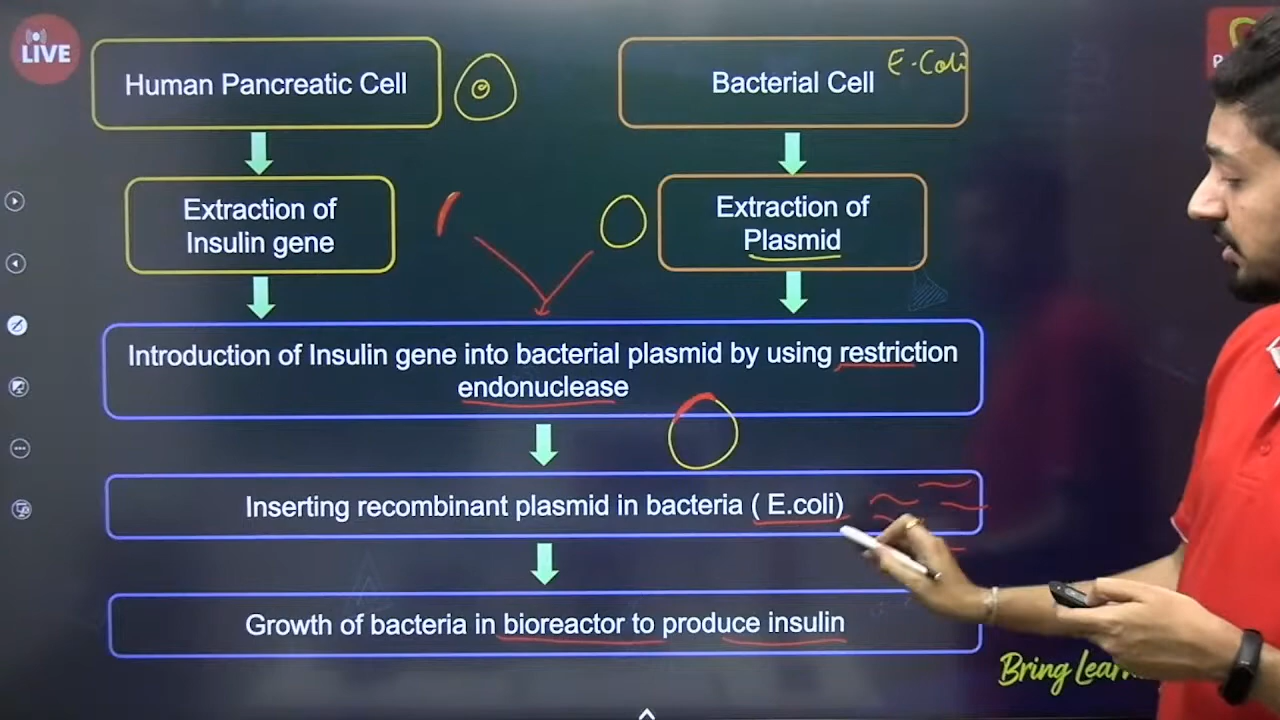 LIVE
Human Pancreatic Cell
Bacterial Cell
E-Coli
Extraction of
Insulin gene
Extraction of
Plasmid
Introduction of Insulin gene into bacterial plasmid by using restriction
endonuclease
Inserting recombinant plasmid in bacteria ( E.coli)
Growth of bacteria in bioreactor to produce insulin
Bring Learn